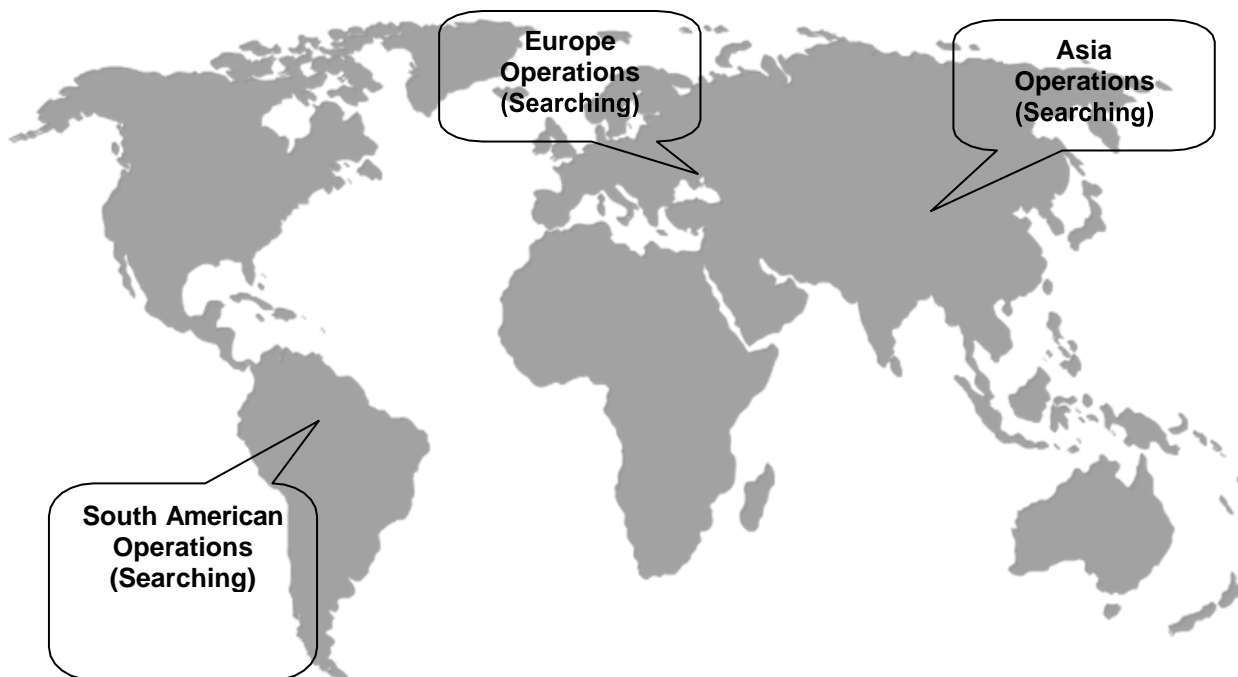 Europe
Operations
(Searching)
Asia
Operations
(Searching)
South American
Operations
(Searching)